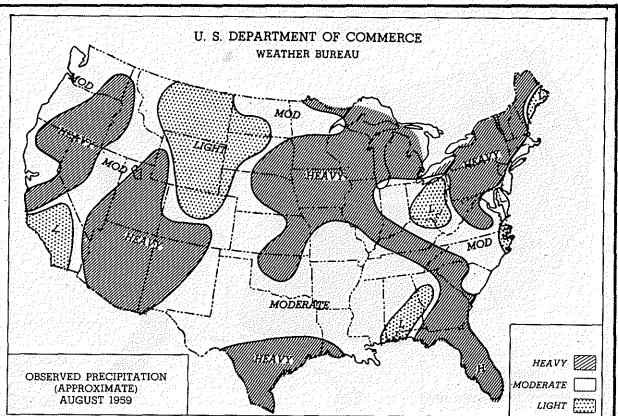 U. S. DEPARTMENT OF COMMERCE
WEATHER BUREAU
MOD
MOD
LIGHT
HEAVY
HEAVY
HEAVY
MOD
L
HEAVY
L
MOD
MODERATE
L
HEAVY
H
OBSERVED PRECIPITATION
(APPROXIMATE)
AUGUST 1959
HEAVY
MODERATE
LIGHT